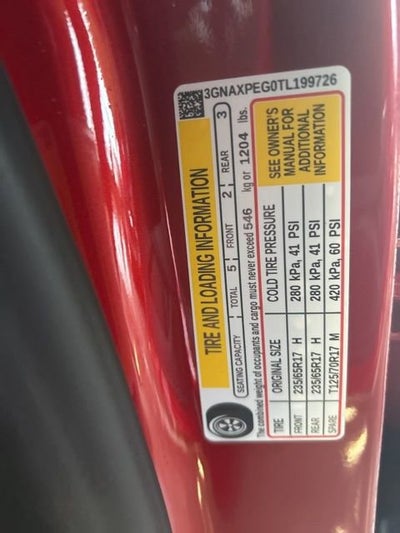 3GNAXPEG0TL199726
TIRE AND LOADING INFORMATION
SEATING CAPACITY TOTAL 5 FRONT 2 REAR 3
The combined weight of occupants and cargo must never exceed 546 kg or 1204 lbs.
TIRE ORIGINAL SIZE COLD TIRE PRESSURE
FRONT 235/65R17 H 280 kPa, 41 PSI
REAR 235/65R17 H 280 kPa, 41 PSI
SPARE T125/70R17 M 420 kPa, 60 PSI
SEE OWNER'S
MANUAL FOR
ADDITIONAL
INFORMATION